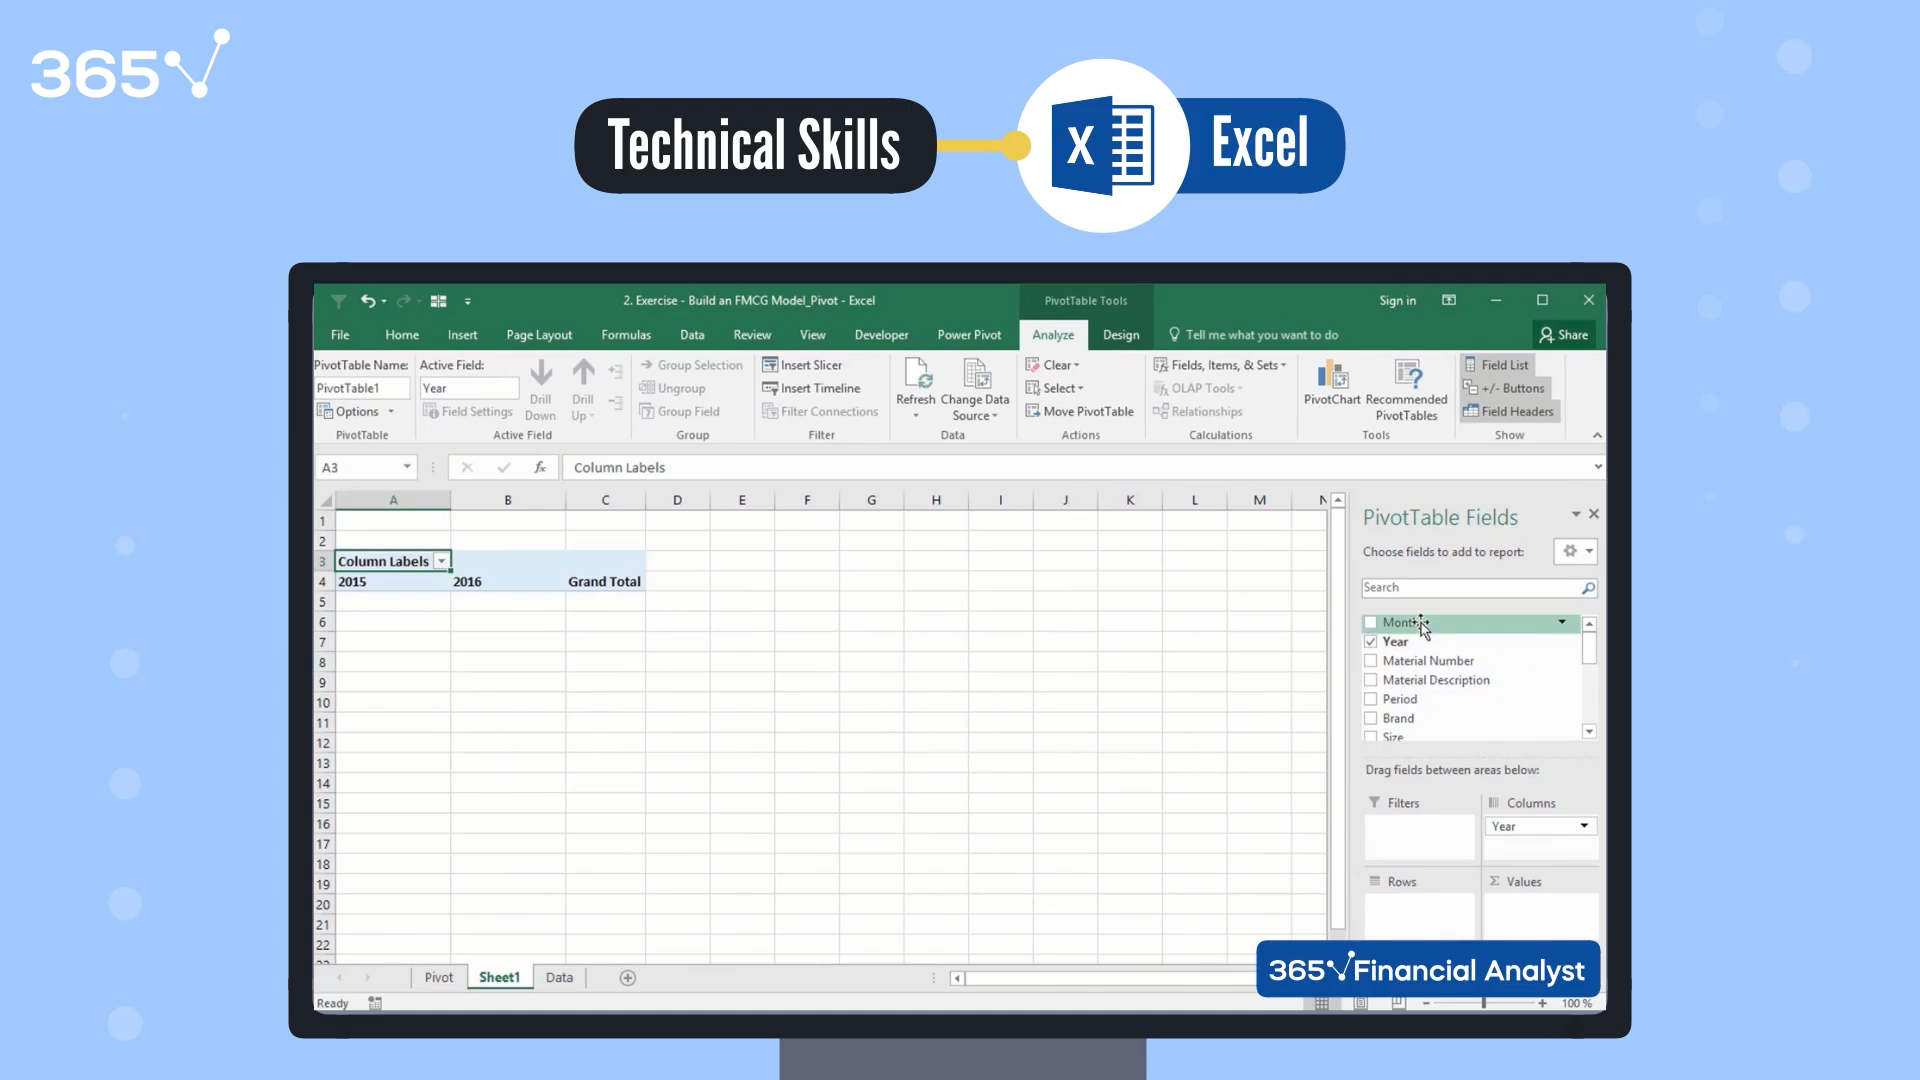 365
Technical Skills
X
Excel
2. Exercise - Build an FMCG Model_Pivot - Excel
PivotTable Tools
Sign in
File Home Insert Page Layout Formulas Data Review View Developer Power Pivot Analyze Design Tell me what you want to do Share
PivotTable Name:
PivotTable1
Options
PivotTable
Active Field:
Year
Field Settings
Drill Down
Drill Up
Active Field
Group Selection
Ungroup
Group Field
Group
Insert Slicer
Insert Timeline
Filter Connections
Filter
Refresh
Change Data Source
Data
Clear
Select
Move PivotTable
Actions
Fields, Items, & Sets
OLAP Tools
Relationships
Calculations
PivotChart
Recommended PivotTables
Tools
Field List
+/- Buttons
Field Headers
Show
A3
fx
Column Labels
A B C D E F G H I J K L M N
1
2
3 Column Labels
4 2015 2016 Grand Total
5
6
7
8
9
10
11
12
13
14
15
16
17
18
19
20
21
22
PivotTable Fields
Choose fields to add to report:
Search
Year
Material Number
Material Description
Period
Brand
Size
Drag fields between areas below:
Filters
Columns
Year
Rows
Σ Values
365 Financial Analyst
Pivot Sheet1 Data
Ready
100 %